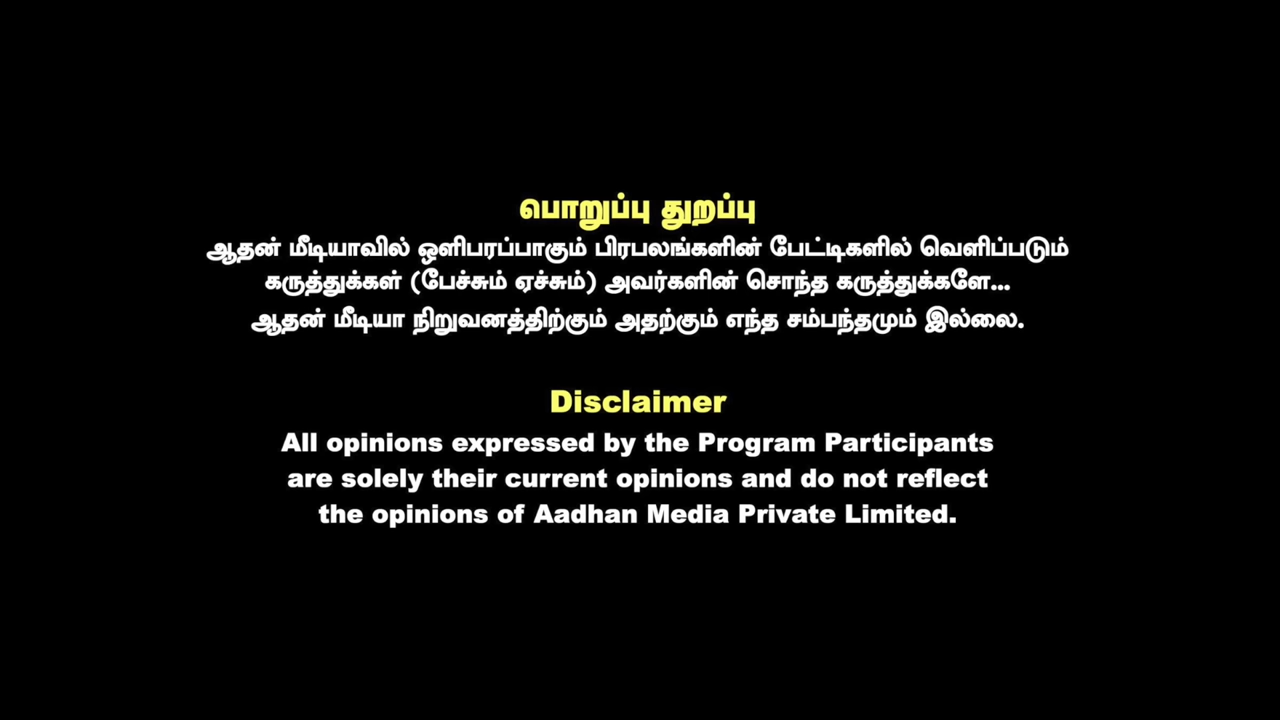 பொறுப்பு துறப்பு
ஆதன் மீடியாவில் ஒளிபரப்பாகும் பிரபலங்களின் பேட்டிகளில் வெளிப்படும்
கருத்துக்கள் (பேச்சும் ஏச்சும்) அவர்களின் சொந்த கருத்துக்களே...
ஆதன் மீடியா நிறுவனத்திற்கும் அதற்கும் எந்த சம்பந்தமும் இல்லை.
Disclaimer
All opinions expressed by the Program Participants
are solely their current opinions and do not reflect
the opinions of Aadhan Media Private Limited.